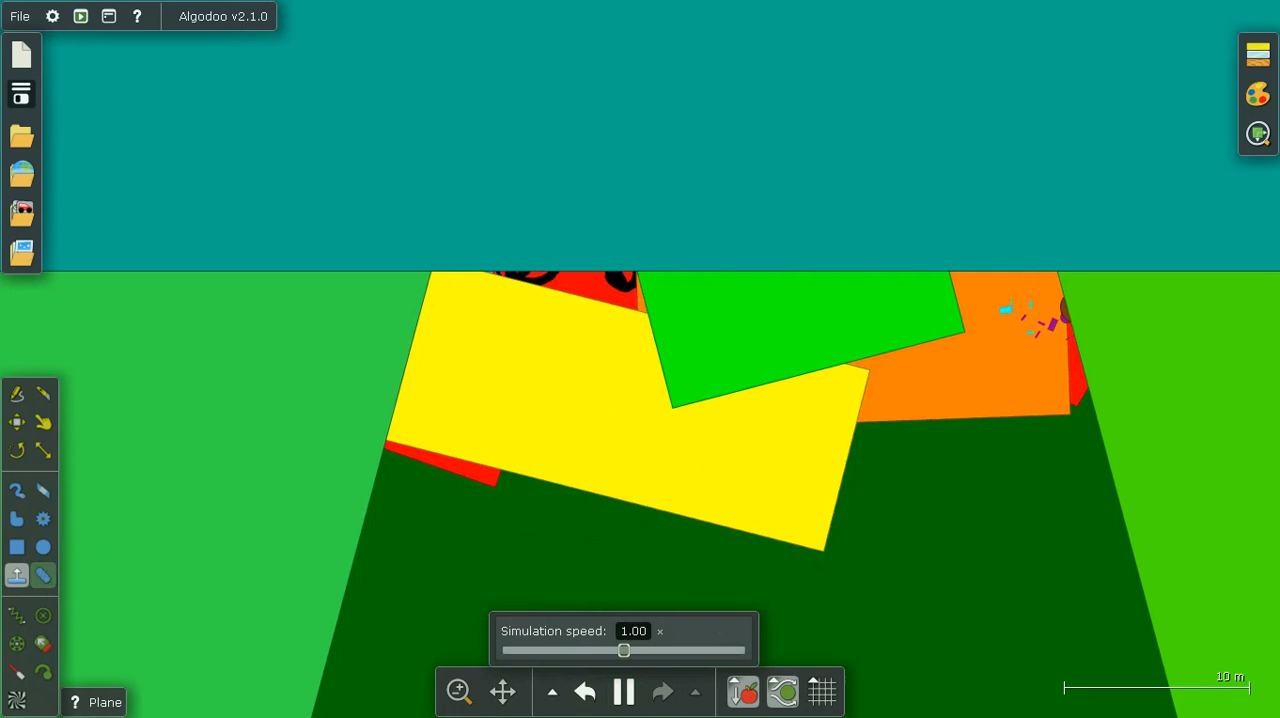 File
? Algodoo v2.1.0
Simulation speed: 1.00 ×
10 m
? Plane